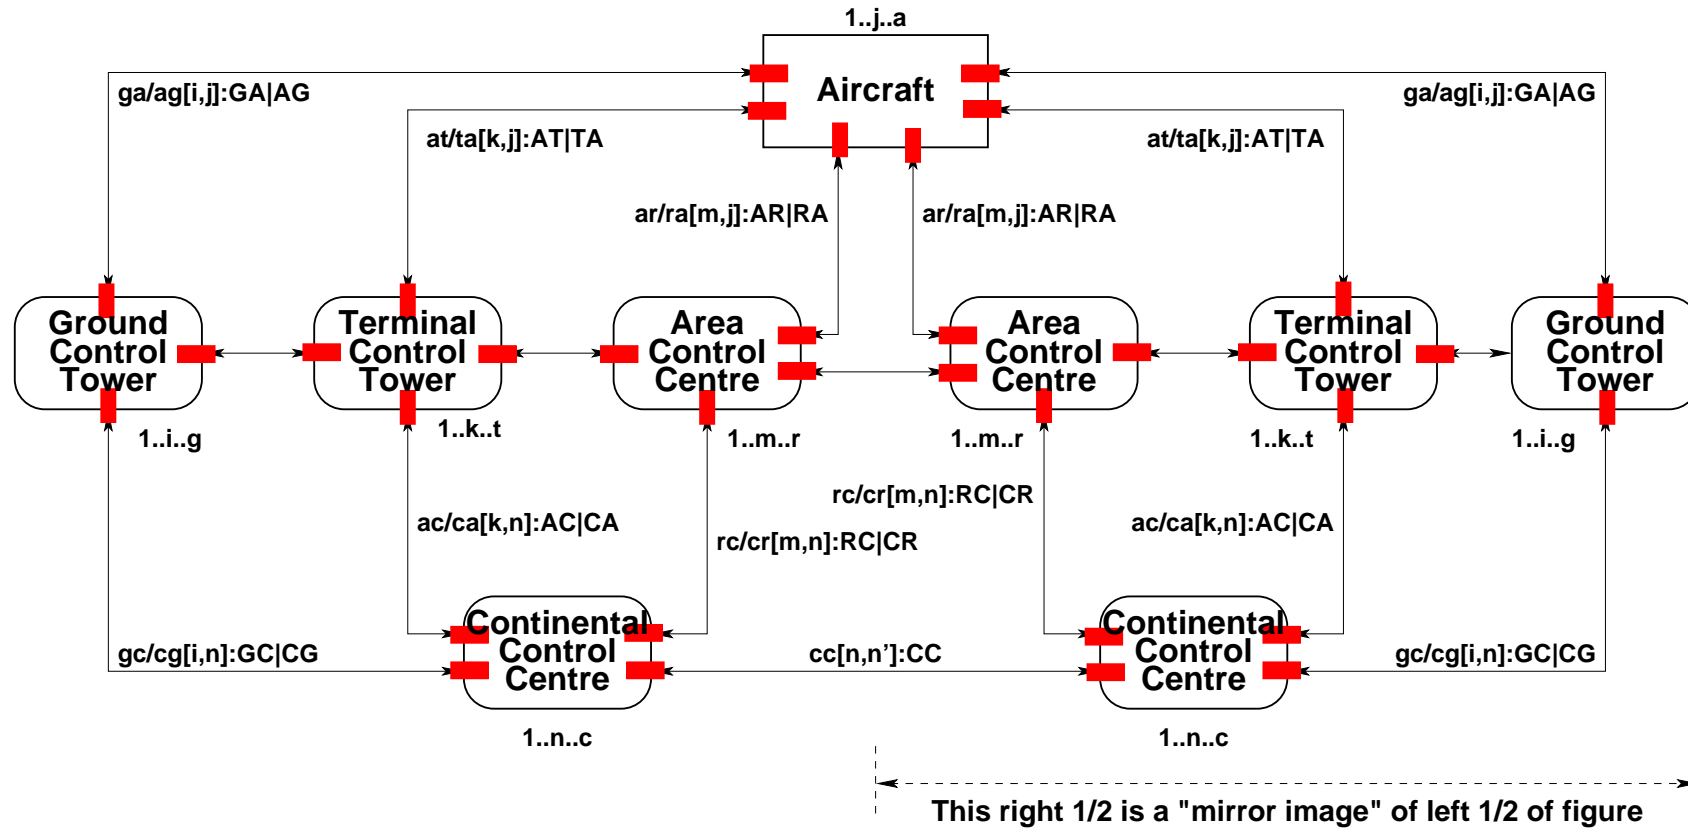 1..j..a
Aircraft
ga/ag[i,j]:GA|AG
ga/ag[i,j]:GA|AG
at/ta[k,j]:AT|TA
at/ta[k,j]:AT|TA
ar/ra[m,j]:AR|RA
ar/ra[m,j]:AR|RA
Ground
Control
Tower
Terminal
Control
Tower
Area
Control
Centre
Area
Control
Centre
Terminal
Control
Tower
Ground
Control
Tower
1..i..g
1..k..t
1..m..r
1..m..r
1..k..t
1..i..g
rc/cr[m,n]:RC|CR
ac/ca[k,n]:AC|CA
ac/ca[k,n]:AC|CA
rc/cr[m,n]:RC|CR
Continental
Control
Centre
Continental
Control
Centre
gc/cg[i,n]:GC|CG
cc[n,n’]:CC
gc/cg[i,n]:GC|CG
1..n..c
1..n..c
This right 1/2 is a "mirror image" of left 1/2 of figure